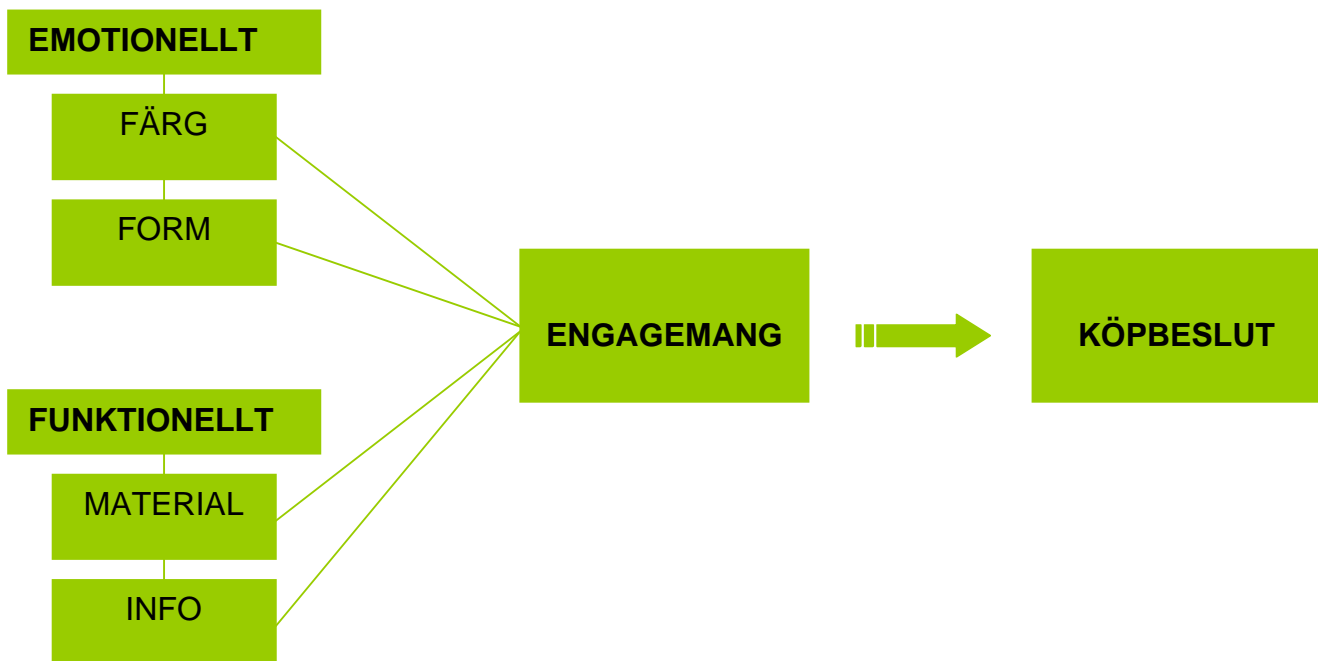 EMOTIONELLT
FÄRG
FORM
ENGAGEMANG
KÖPBESLUT
FUNKTIONELLT
MATERIAL
INFO